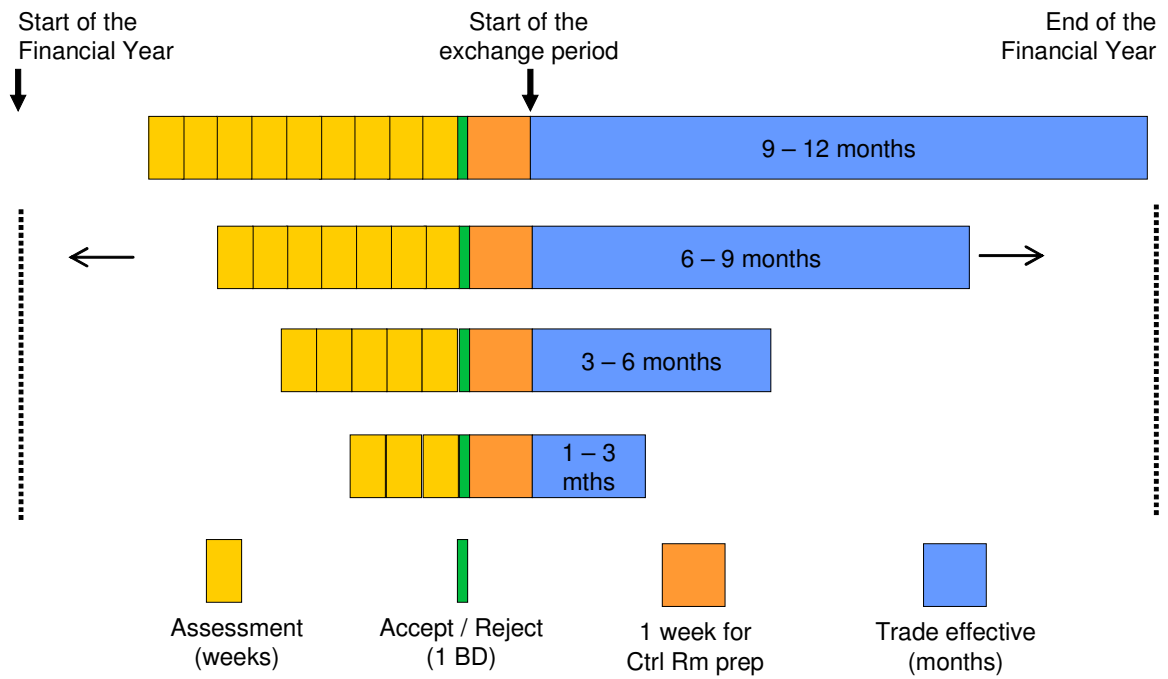 Start of the
Financial Year
Start of the
exchange period
End of the
Financial Year
9 – 12 months
6 – 9 months
3 – 6 months
1 – 3
mths
Assessment
(weeks)
Accept / Reject
(1 BD)
1 week for
Ctrl Rm prep
Trade effective
(months)